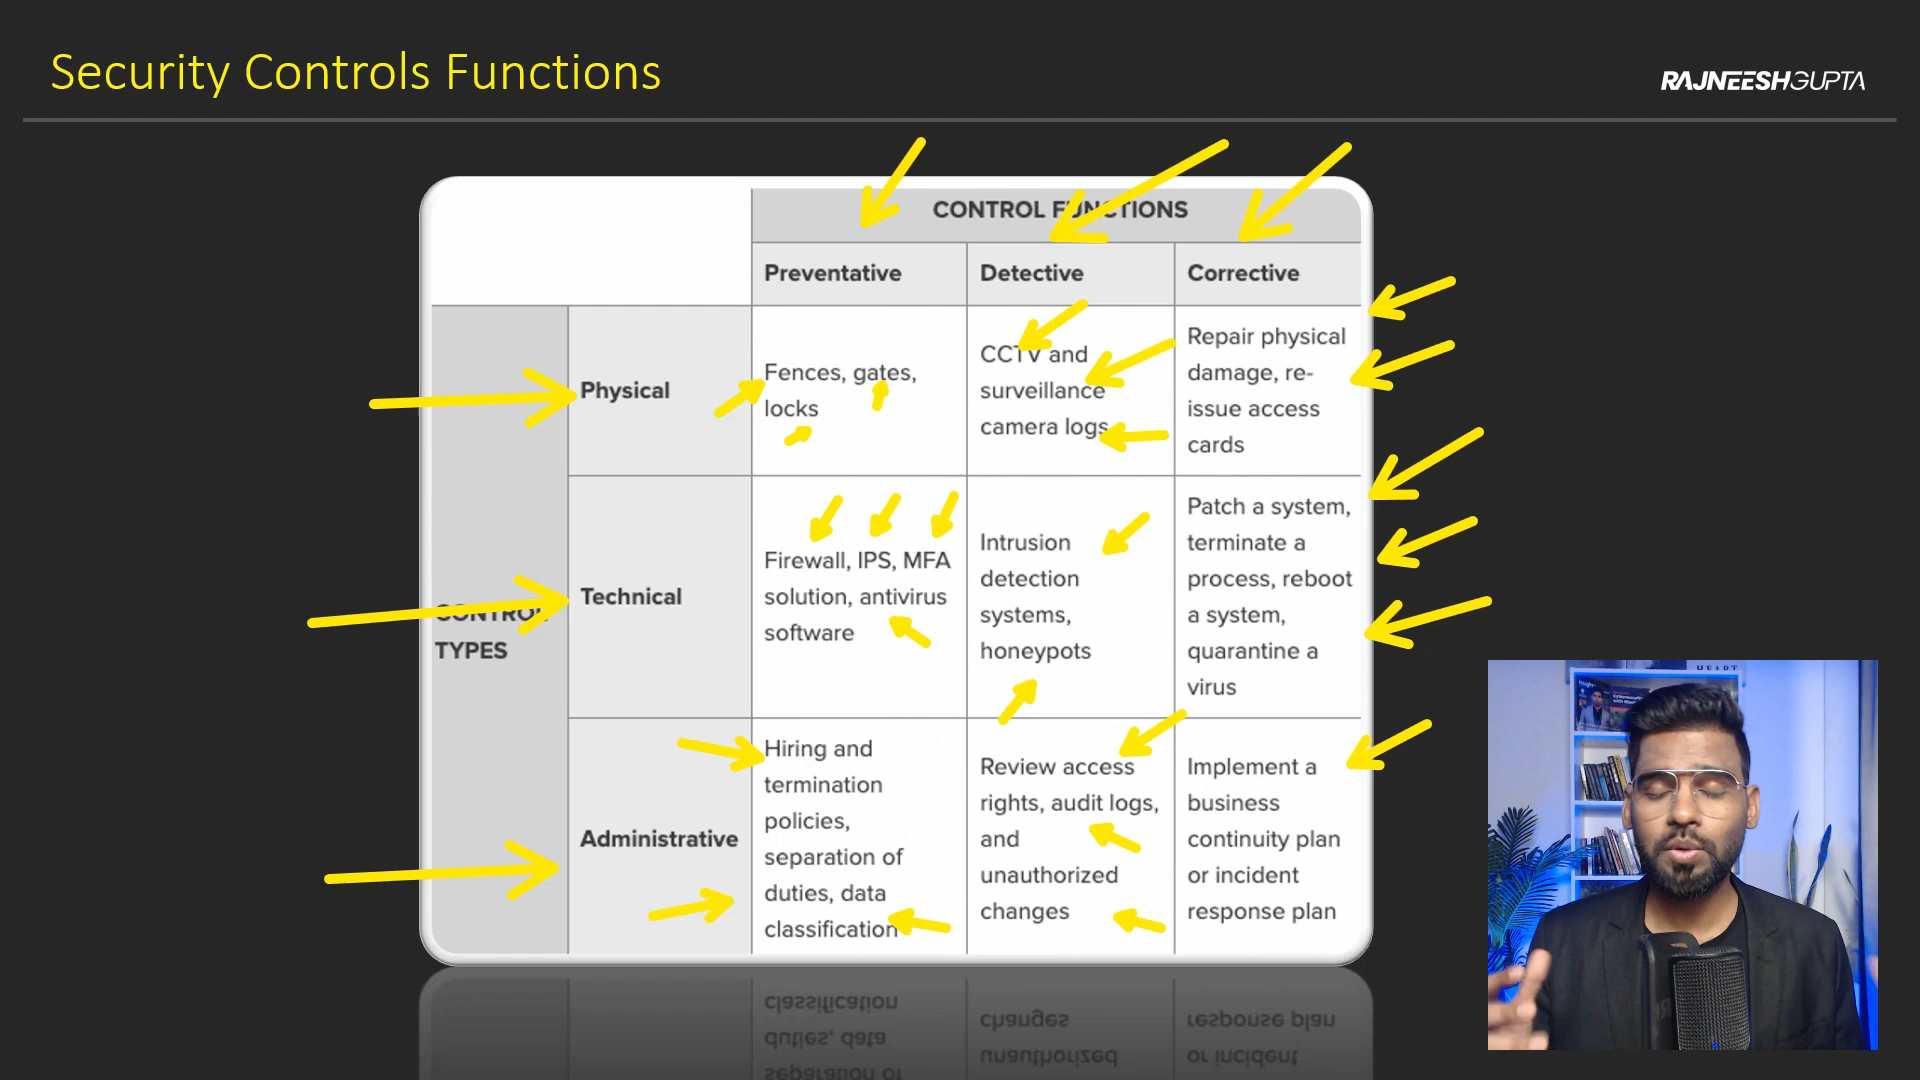 Security Controls Functions
RAJNEESHGUPTA
CONTROL FUNCTIONS
Preventative
Detective
Corrective
CONTROL
TYPES
Physical
Fences, gates,
locks
CCTV and
surveillance
camera logs
Repair physical
damage, re-
issue access
cards
Technical
Firewall, IPS, MFA
solution, antivirus
software
Intrusion
detection
systems,
honeypots
Patch a system,
terminate a
process, reboot
a system,
quarantine a
virus
Administrative
Hiring and
termination
policies,
separation of
duties, data
classification
Review access
rights, audit logs,
and
unauthorized
changes
Implement a
business
continuity plan
or incident
response plan